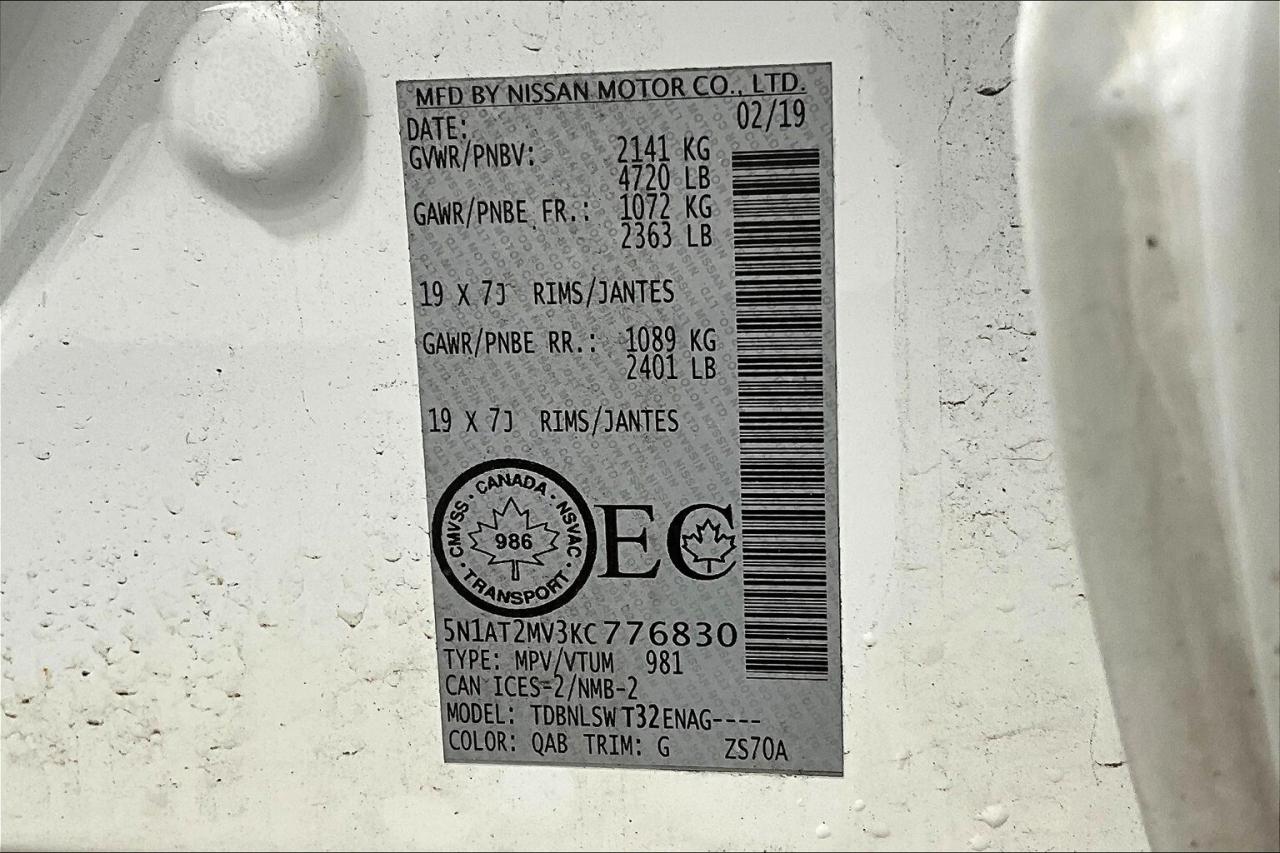 MFD BY NISSAN MOTOR CO., LTD.
DATE: 02/19
GVWR/PNBV: 2141 KG
4720 LB
GAWR/PNBE FR.: 1072 KG
2363 LB
19 X 7J RIMS/JANTES
GAWR/PNBE RR.: 1089 KG
2401 LB
19 X 7J RIMS/JANTES
CMVSS · CANADA · NSVAC · TRANSPORT ·
986
EC
5N1AT2MV3KC776830
TYPE: MPV/VTUM 981
CAN ICES-2/NMB-2
MODEL: TDBNLSW T32ENAG----
COLOR: QAB TRIM: G ZS70A